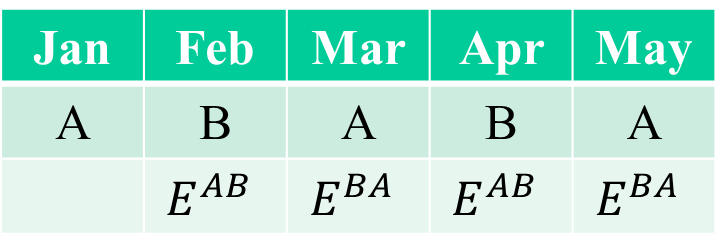 Jan Feb Mar Apr May
A B A B A
E^{AB} E^{BA} E^{AB} E^{BA}